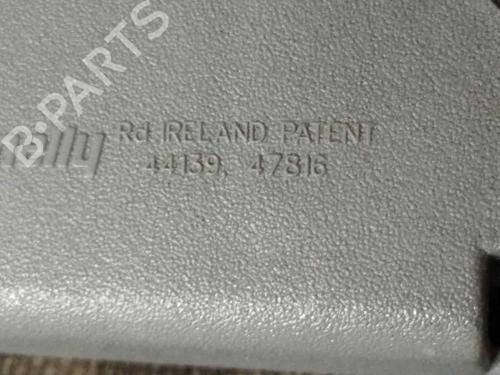 B-PARTS
Rd IRELAND PATENT
44139, 47816